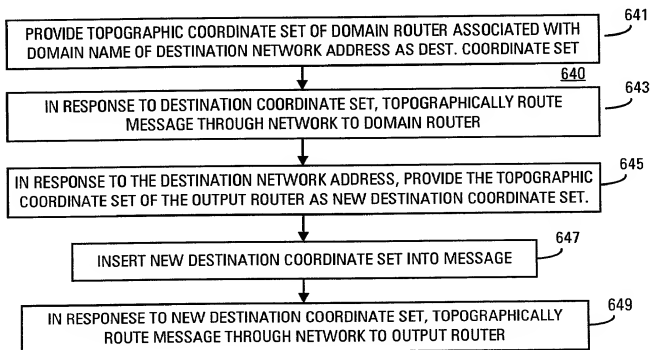 641
PROVIDE TOPOGRAPHIC COORDINATE SET OF DOMAIN ROUTER ASSOCIATED WITH
DOMAIN NAME OF DESTINATION NETWORK ADDRESS AS DEST. COORDINATE SET
640
643
IN RESPONSE TO DESTINATION COORDINATE SET, TOPOGRAPHICALLY ROUTE
MESSAGE THROUGH NETWORK TO DOMAIN ROUTER
645
IN RESPONSE TO THE DESTINATION NETWORK ADDRESS, PROVIDE THE TOPOGRAPHIC
COORDINATE SET OF THE OUTPUT ROUTER AS NEW DESTINATION COORDINATE SET.
647
INSERT NEW DESTINATION COORDINATE SET INTO MESSAGE
649
IN RESPONESE TO NEW DESTINATION COORDINATE SET, TOPOGRAPHICALLY
ROUTE MESSAGE THROUGH NETWORK TO OUTPUT ROUTER